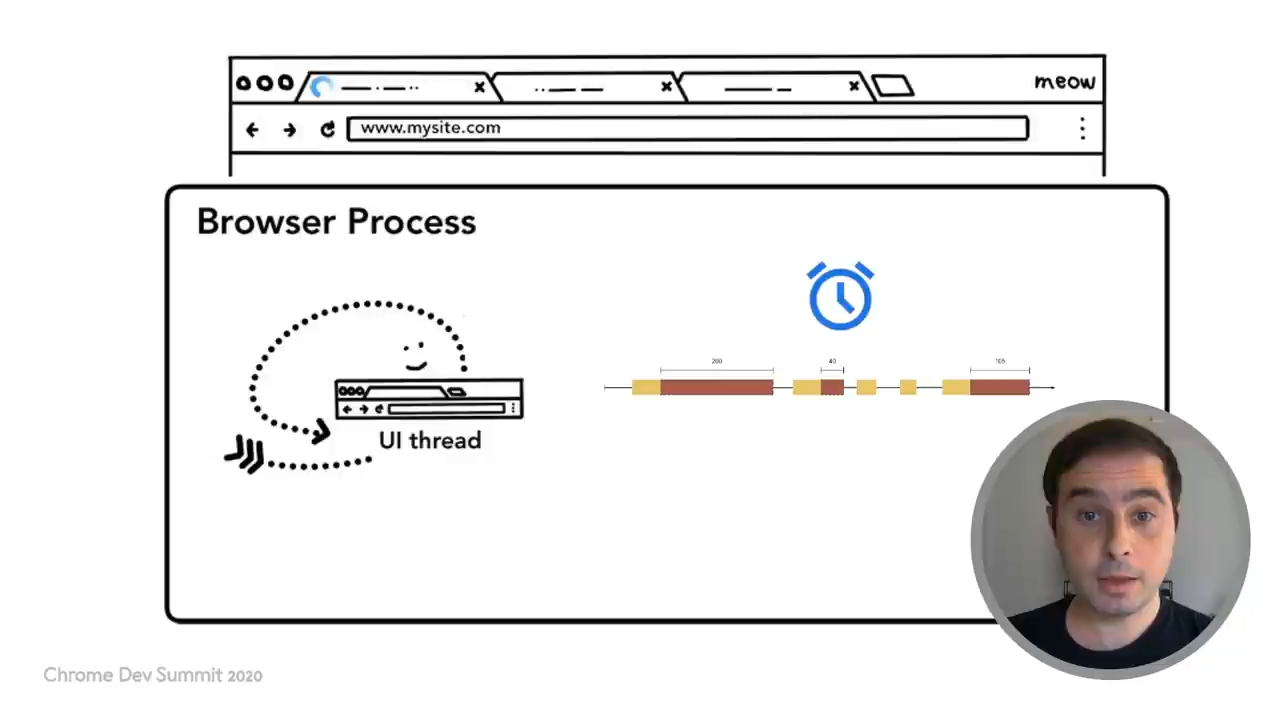 meow
www.mysite.com
Browser Process
200
40
105
UI thread
Chrome Dev Summit 2020